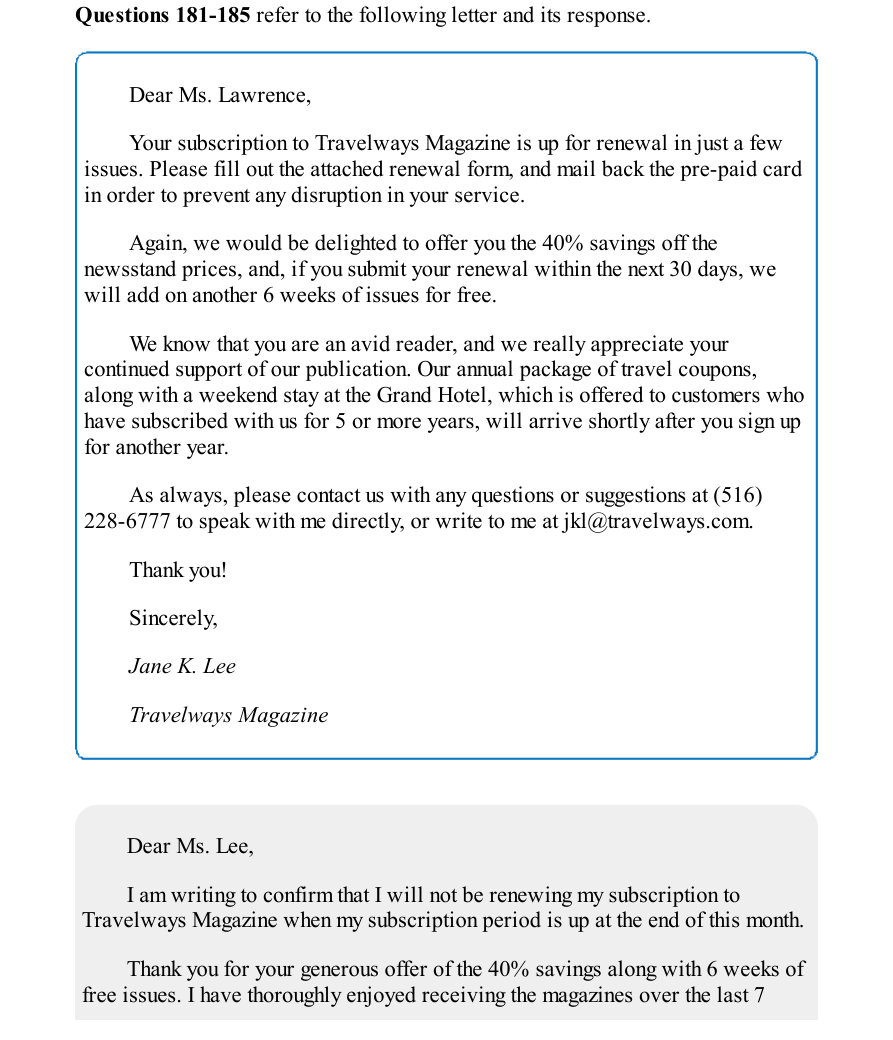 Questions 181-185 refer to the following letter and its response.
Dear Ms. Lawrence,
Your subscription to Travelways Magazine is up for renewal in just a few
issues. Please fill out the attached renewal form, and mail back the pre-paid card
in order to prevent any disruption in your service.
Again, we would be delighted to offer you the 40% savings off the
newsstand prices, and, if you submit your renewal within the next 30 days, we
will add on another 6 weeks of issues for free.
We know that you are an avid reader, and we really appreciate your
continued support of our publication. Our annual package of travel coupons,
along with a weekend stay at the Grand Hotel, which is offered to customers who
have subscribed with us for 5 or more years, will arrive shortly after you sign up
for another year.
As always, please contact us with any questions or suggestions at (516)
228-6777 to speak with me directly, or write to me at jkl@travelways.com.
Thank you!
Sincerely,
Jane K. Lee
Travelways Magazine
Dear Ms. Lee,
I am writing to confirm that I will not be renewing my subscription to
Travelways Magazine when my subscription period is up at the end of this month.
Thank you for your generous offer of the 40% savings along with 6 weeks of
free issues. I have thoroughly enjoyed receiving the magazines over the last 7